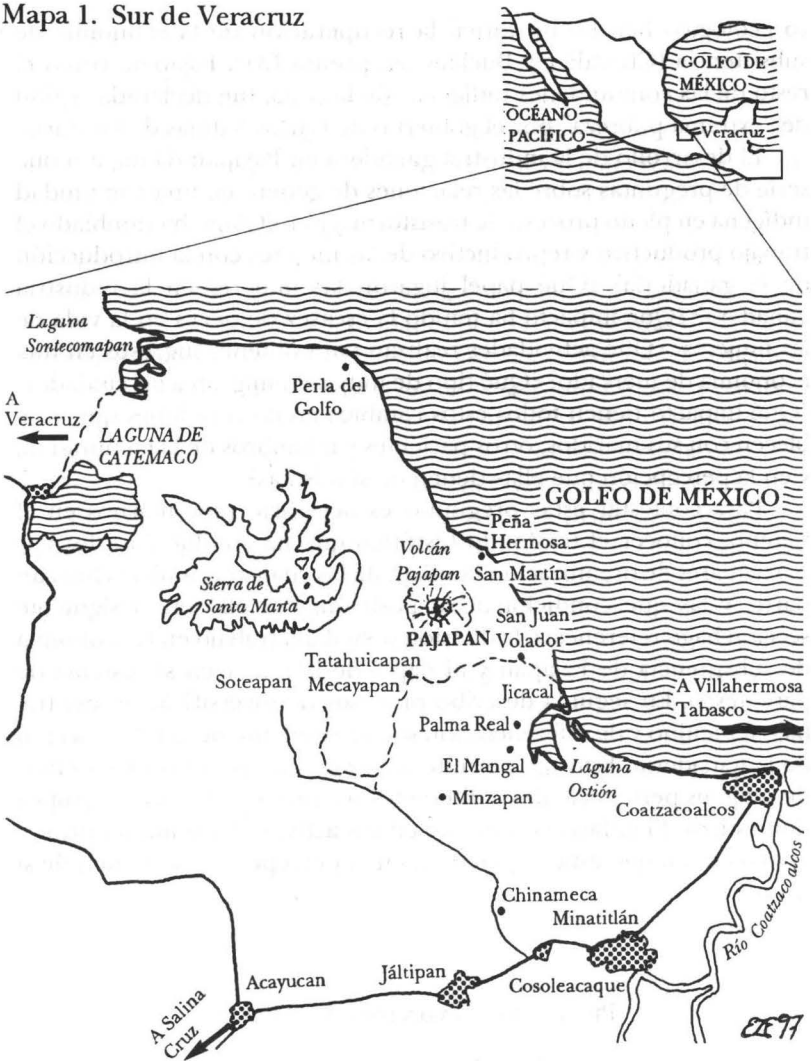 Mapa 1. Sur de Veracruz
GOLFO DE
MÉXICO
OCÉANO
PACÍFICO
Veracruz
Laguna
Sontecomapan
Perla del
Golfo
A
Veracruz
LAGUNA DE
CATEMACO
GOLFO DE MÉXICO
Peña
Hermosa
Volcán
Pajapan
San Martín
Sierra de
Santa Marta
San Juan
PAJAPAN
Volador
Tatahuicapan
Soteapan
Mecayapan
Jicacal
A Villahermosa
Tabasco
Palma Real
El Mangal
Laguna
Ostión
Minzapan
Coatzacoalcos
Río Coatzacoalcos
Chinameca
Minatitlán
Jáltipan
Acayucan
Cosoleacaque
A Salina
Cruz
EZE 97